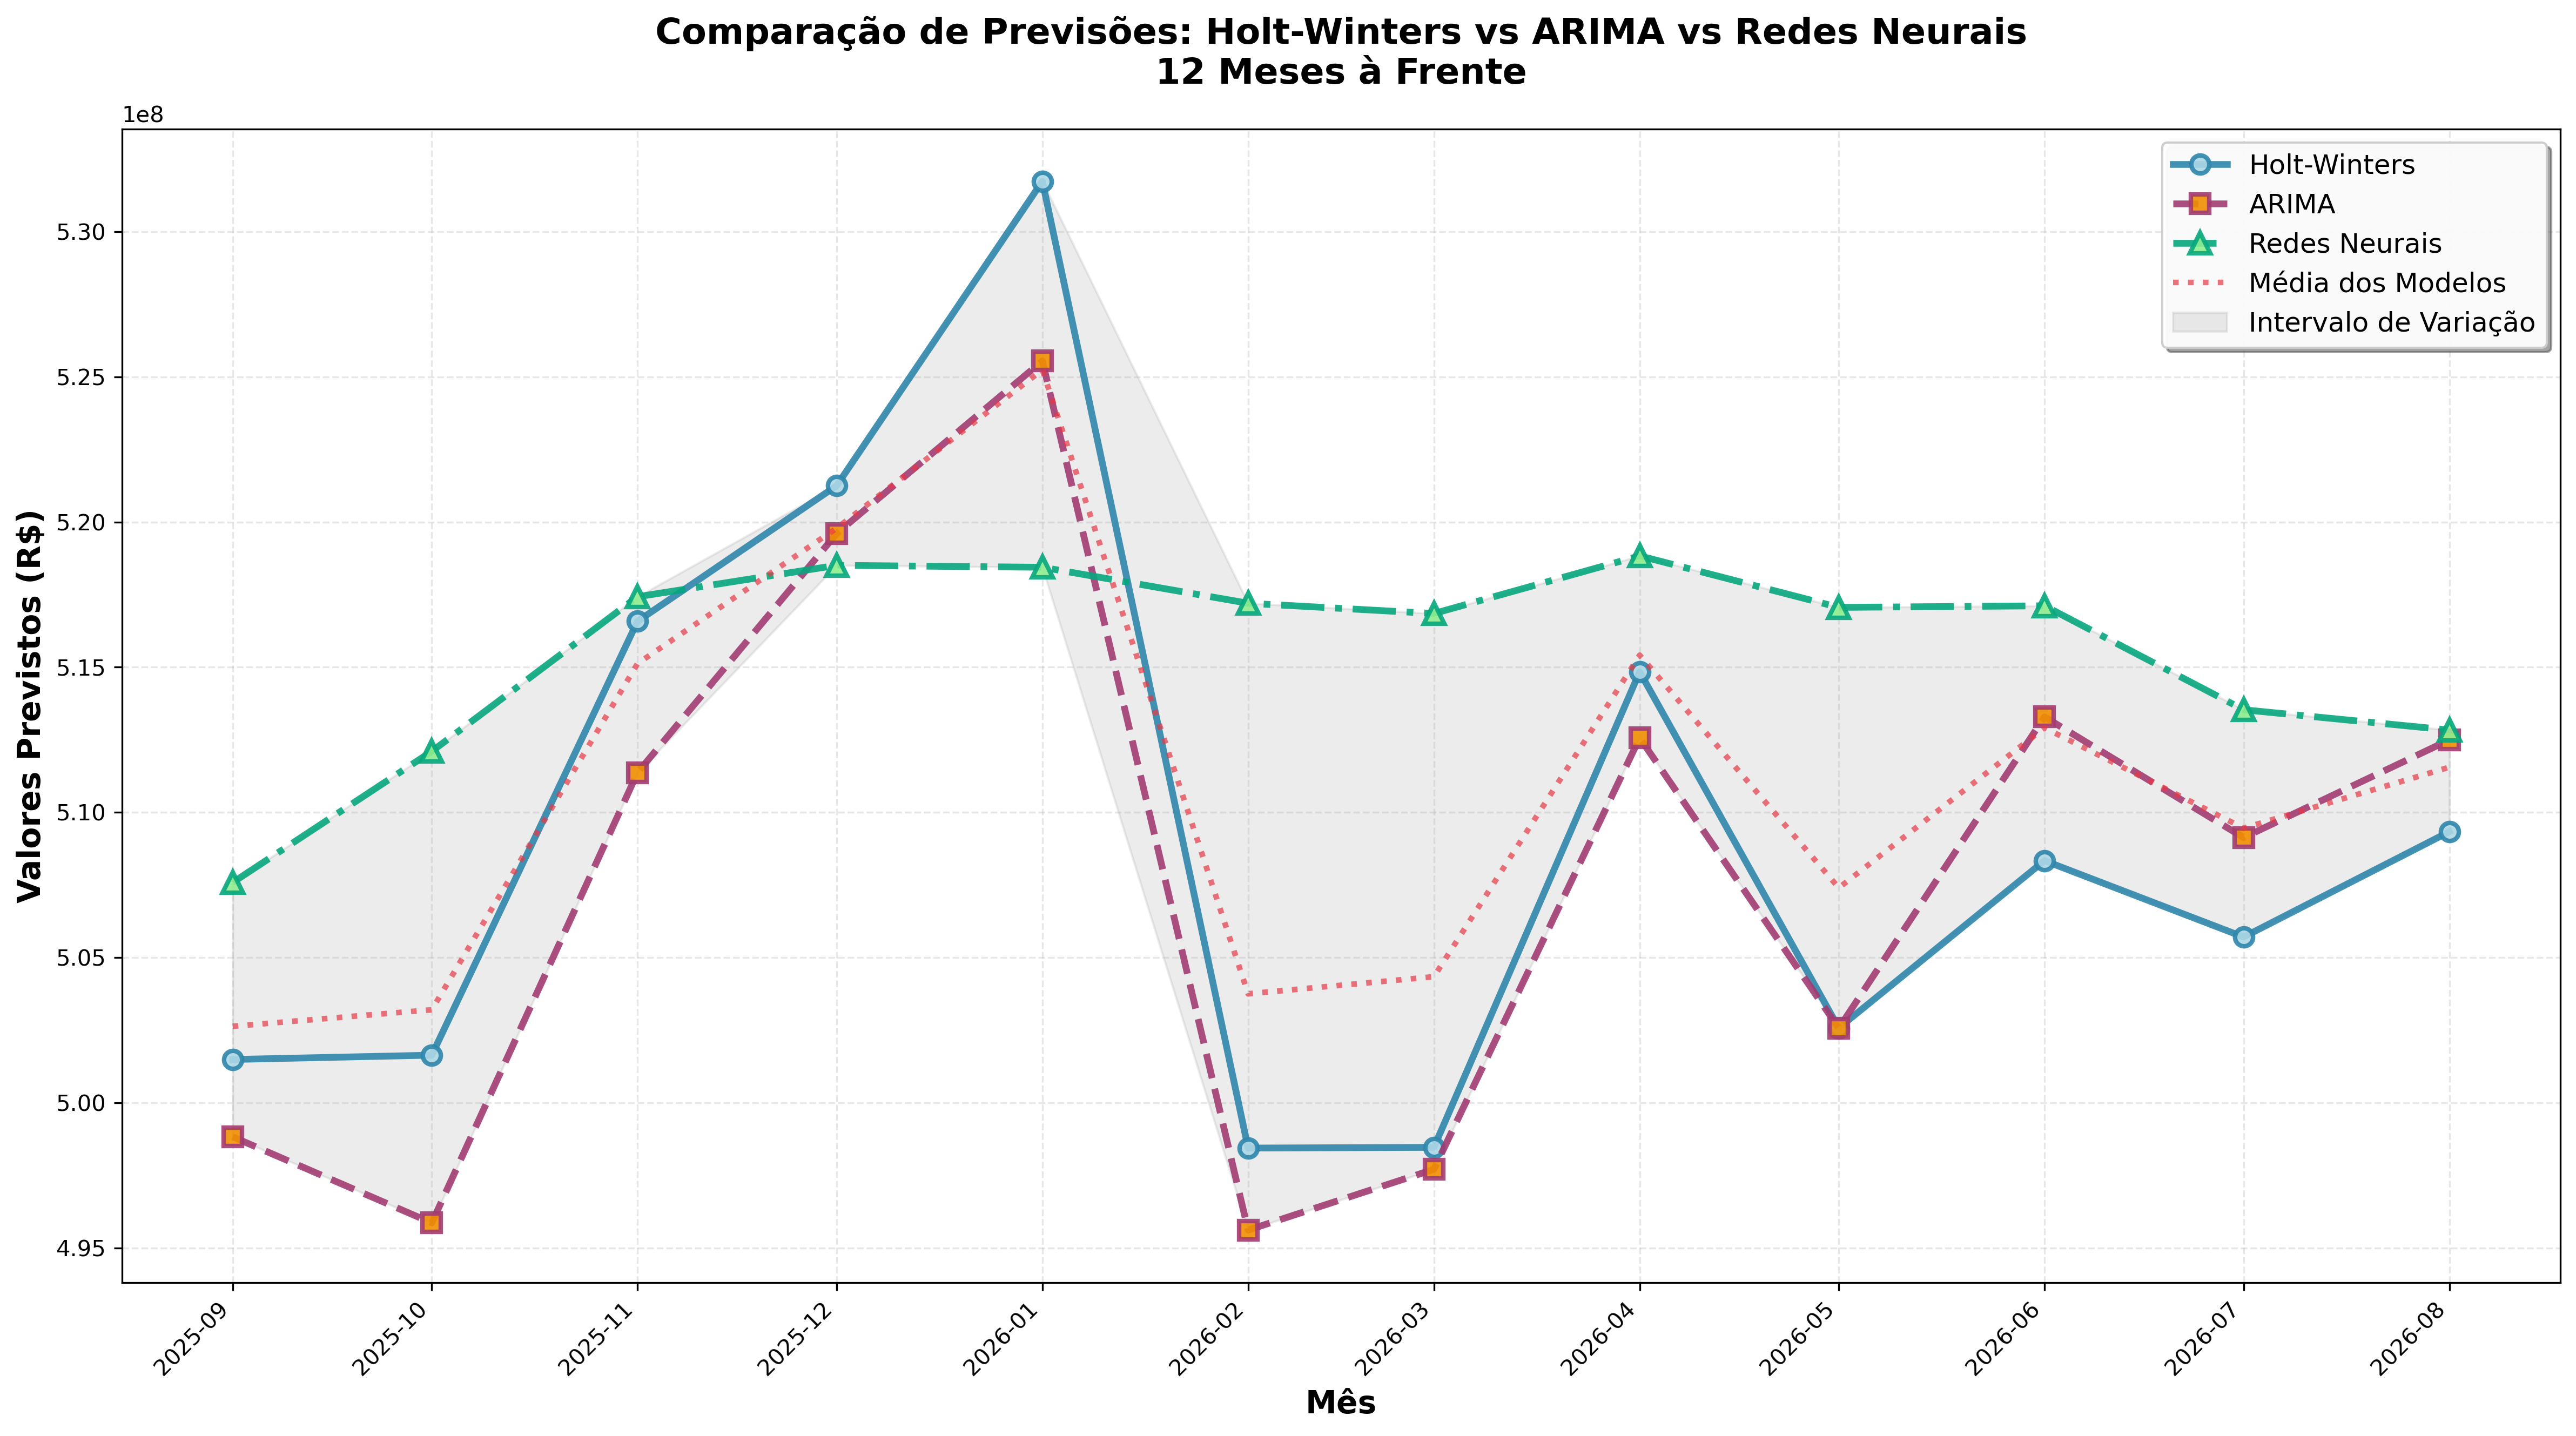 Comparação de Previsões: Holt-Winters vs ARIMA vs Redes Neurais
12 Meses à Frente
1e8
5.30
5.25
5.20
5.15
5.10
5.05
5.00
4.95
Valores Previstos (R$)
Holt-Winters
ARIMA
Redes Neurais
Média dos Modelos
Intervalo de Variação
2025-09
2025-10
2025-11
2025-12
2026-01
2026-02
2026-03
2026-04
2026-05
2026-06
2026-07
2026-08
Mês